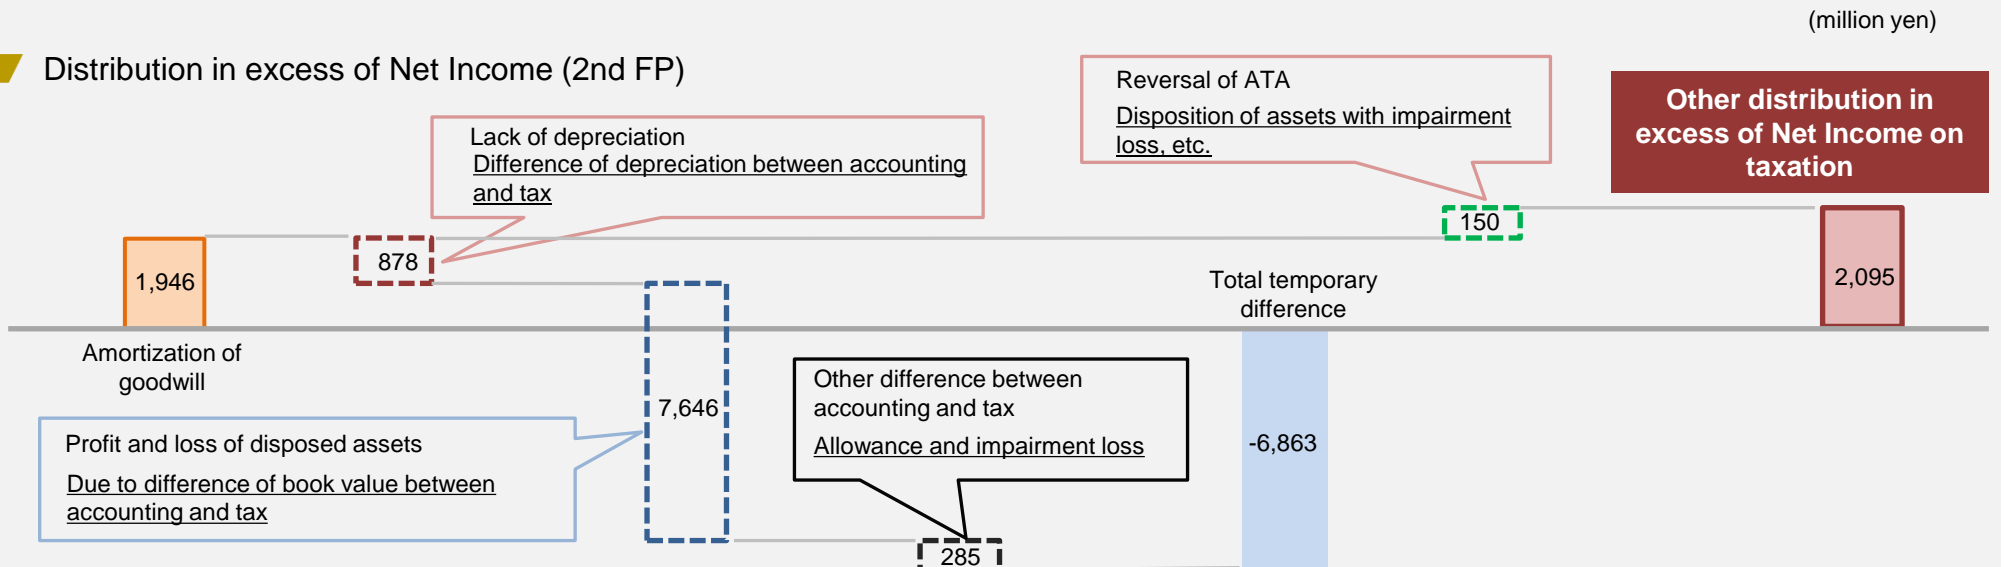 (million yen)
Distribution in excess of Net Income (2nd FP)
Reversal of ATA
Disposition of assets with impairment
loss, etc.
Other distribution in
excess of Net Income on
taxation
Lack of depreciation
Difference of depreciation between accounting
and tax
150
878
1,946
Total temporary
difference
2,095
Amortization of
goodwill
7,646
Other difference between
accounting and tax
Allowance and impairment loss
-6,863
Profit and loss of disposed assets
Due to difference of book value between
accounting and tax
285